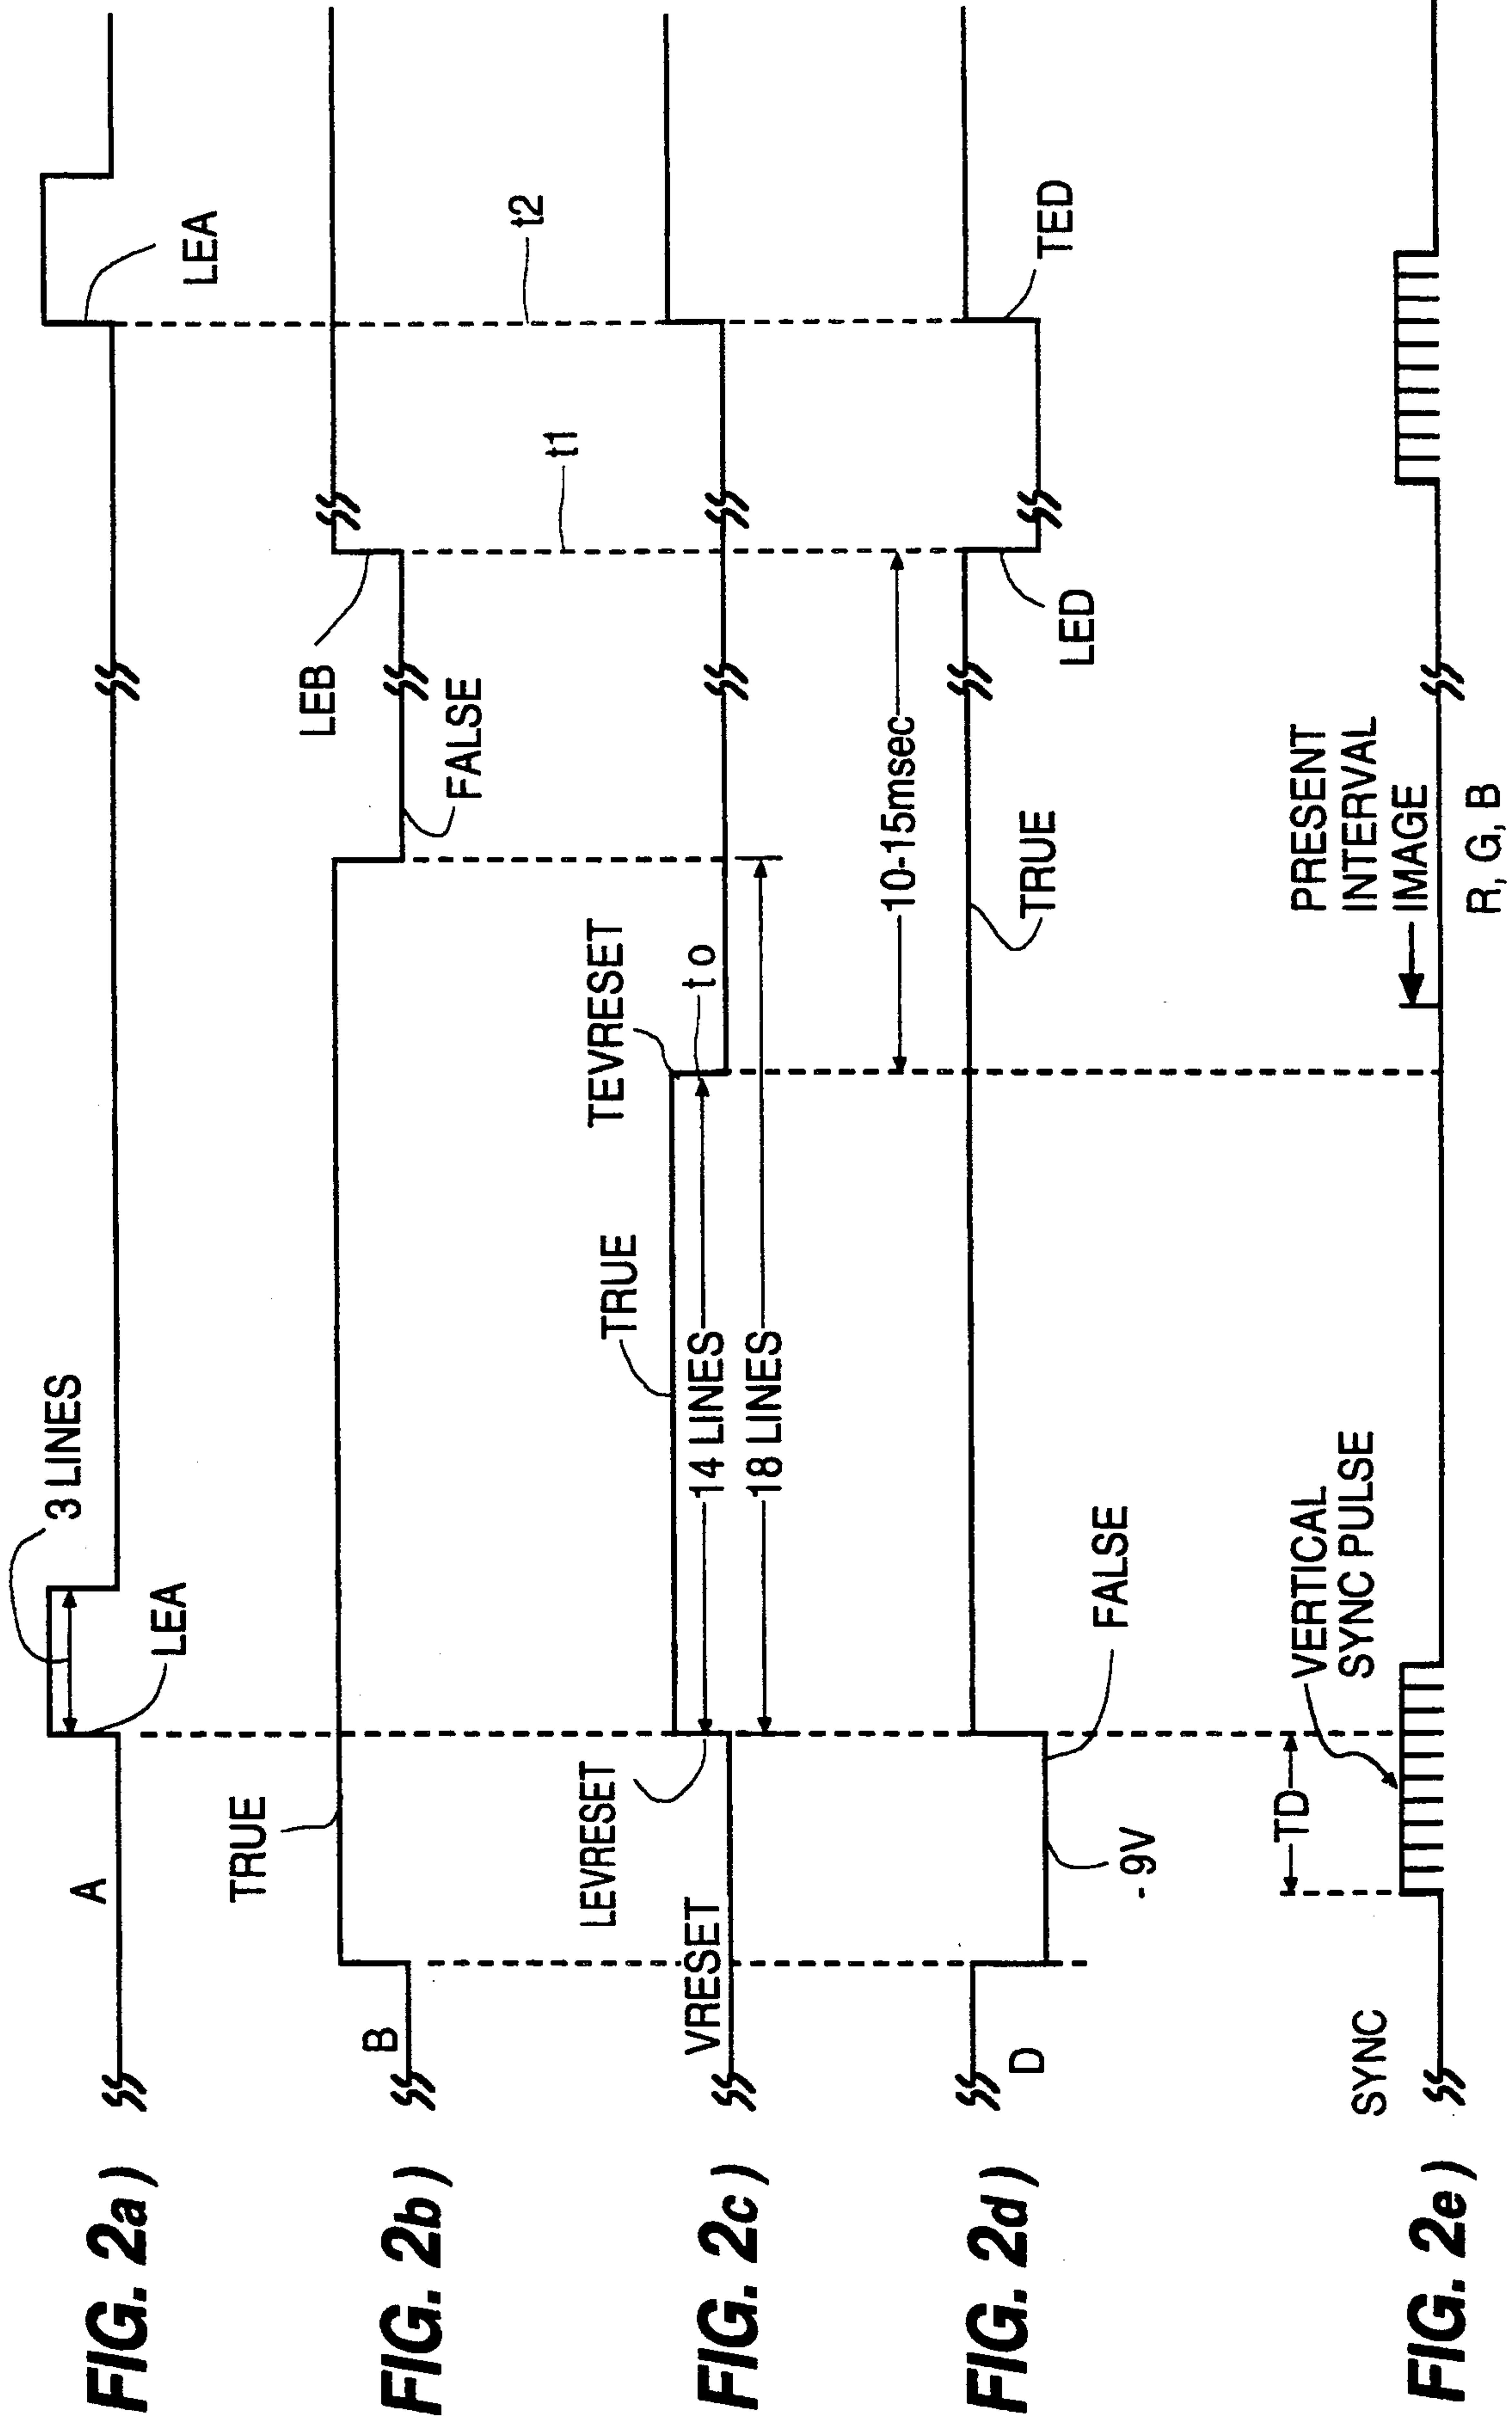 FIG. 2a)
A
LEA
3 LINES
LEA
FIG. 2b)
B
TRUE
FALSE
LEB
t1
t2
FIG. 2c)
VRESET
LEVRESET
TRUE
TEVRESET
to
14 LINES
18 LINES
FIG. 2d)
D
-9V
FALSE
10-15msec
TRUE
LED
TED
FIG. 2e)
SYNC
TD
VERTICAL
SYNC PULSE
PRESENT
INTERVAL
IMAGE
R, G, B